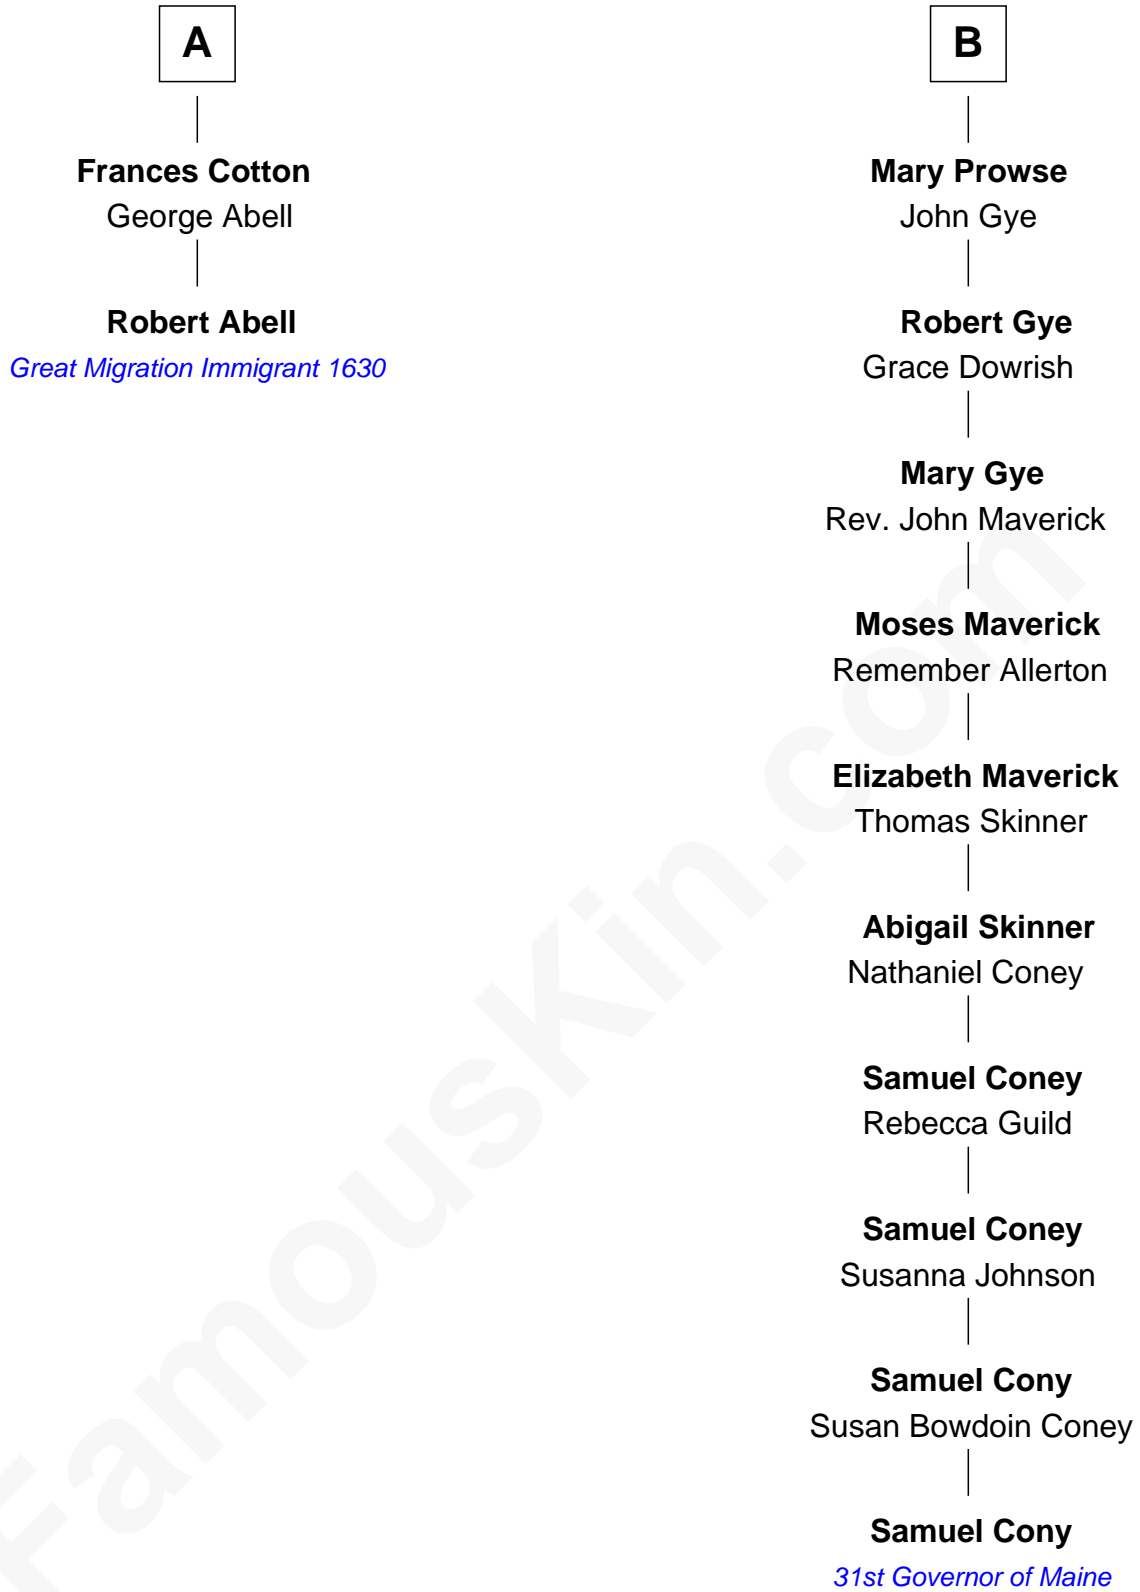 A
Frances Cotton
George Abell
Robert Abell
Great Migration Immigrant 1630
B
Mary Prowse
John Gye
Robert Gye
Grace Dowrish
Mary Gye
Rev. John Maverick
Moses Maverick
Remember Allerton
Elizabeth Maverick
Thomas Skinner
Abigail Skinner
Nathaniel Coney
Samuel Coney
Rebecca Guild
Samuel Coney
Susanna Johnson
Samuel Cony
Susan Bowdoin Coney
Samuel Cony
31st Governor of Maine
FamousKin.com